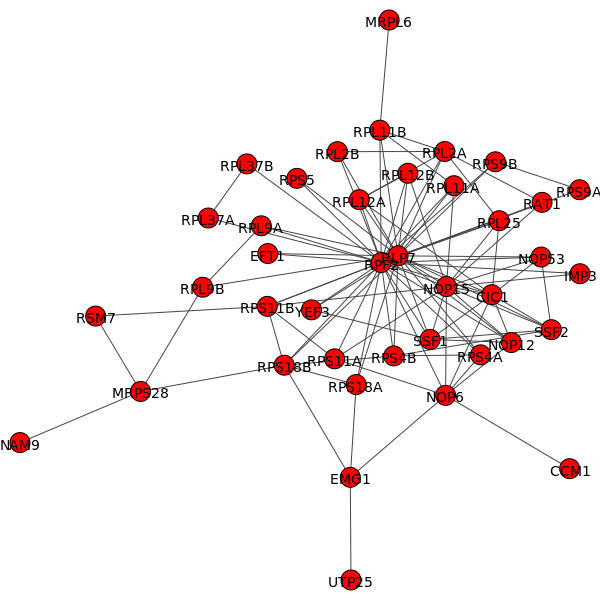 MRPL6
RPL11B
RPL2B
RPL2A
RPL37B
RPS9B
RPS5
RPL12B
RPL11A
RPS9A
RPL12A
RAT1
RPL37A
RPL9A
RPL25
EFT1
RLP7
RPF2
NOP53
IMP3
RPL9B
NOP15
CIC1
RPS11B
YEF3
RSM7
SSF1
NOP12
SSF2
RPS18B
RPS11A
RPS4B
RPS4A
RPS18A
MRPS28
NOP6
NAM9
CCM1
EMG1
UTP25